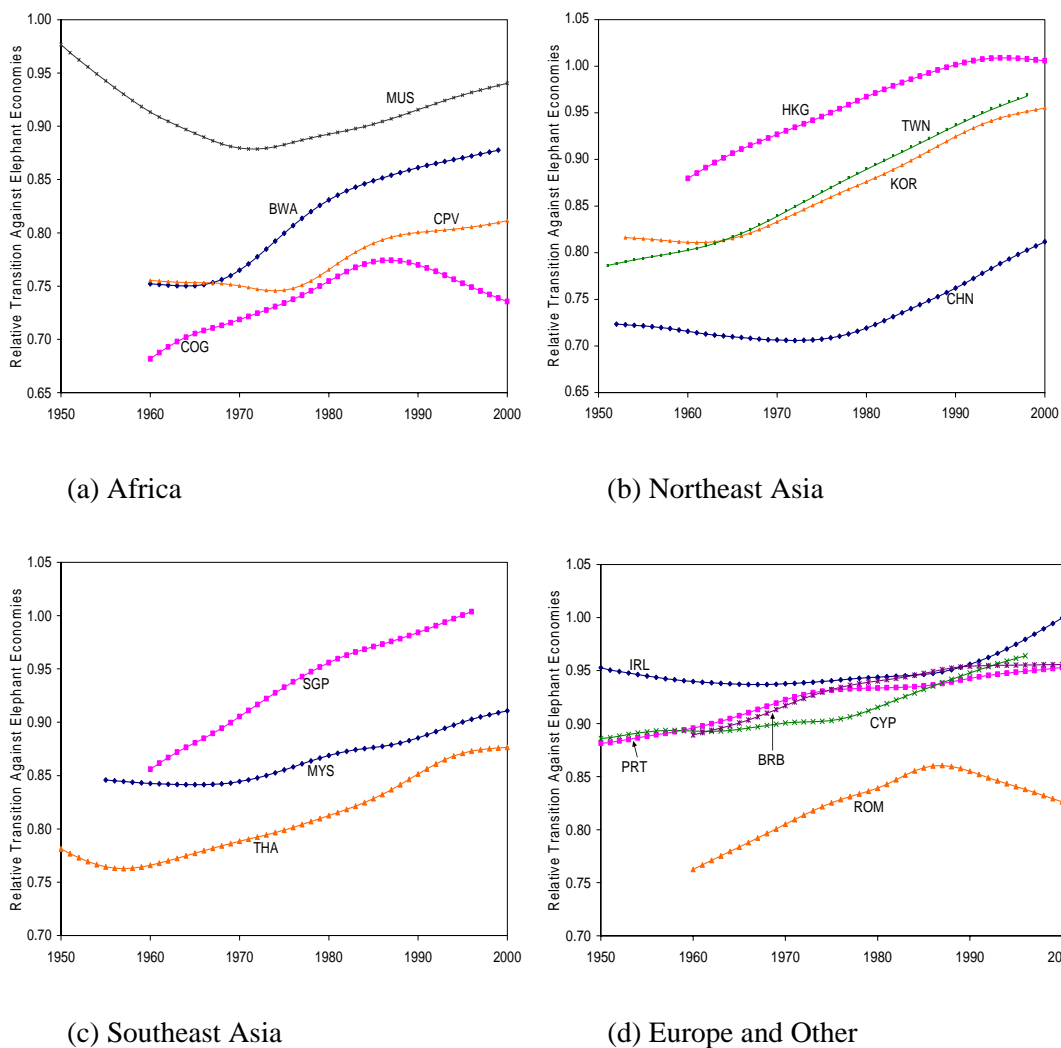 Relative Transition Against Elephant Economies
1.00
0.95
0.90
0.85
0.80
0.75
0.70
0.65
MUS
BWA
CPV
COG
1950 1960 1970 1980 1990 2000
(a) Africa
Relative Transition Against Elephant Economies
1.05
1.00
0.95
0.90
0.85
0.80
0.75
0.70
0.65
HKG
TWN
KOR
CHN
1950 1960 1970 1980 1990 2000
(b) Northeast Asia
Relative Transition Against Elephant Economies
1.05
1.00
0.95
0.90
0.85
0.80
0.75
0.70
SGP
MYS
THA
1950 1960 1970 1980 1990 2000
(c) Southeast Asia
Relative Transition Against Elephant Economies
1.05
1.00
0.95
0.90
0.85
0.80
0.75
0.70
IRL
CYP
BRB
PRT
ROM
1950 1960 1970 1980 1990
(d) Europe and Other